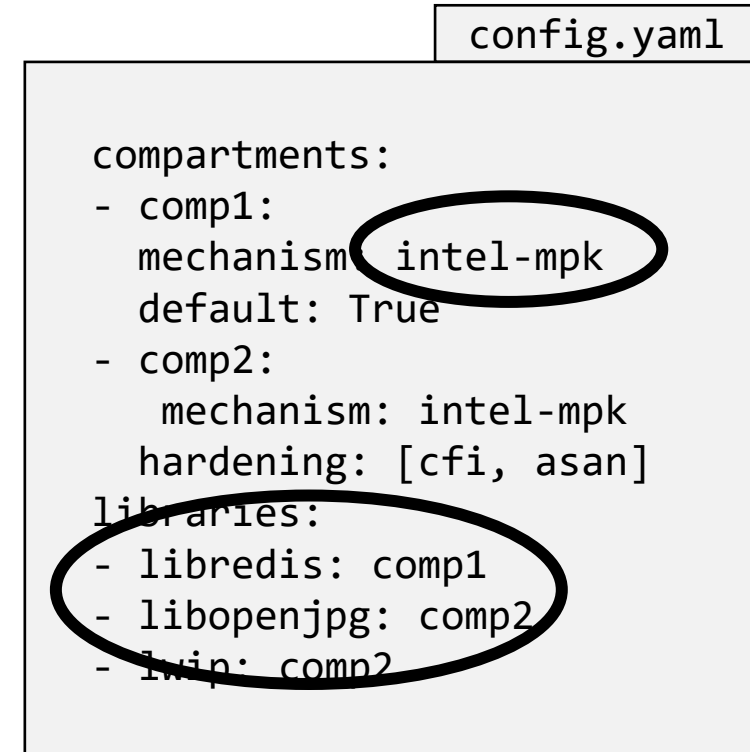 config.yaml
compartments:
- comp1:
  mechanism: intel-mpk
  default: True
- comp2:
   mechanism: intel-mpk
  hardening: [cfi, asan]
libraries:
- libredis: comp1
- libopenjpg: comp2
- lwip: comp2